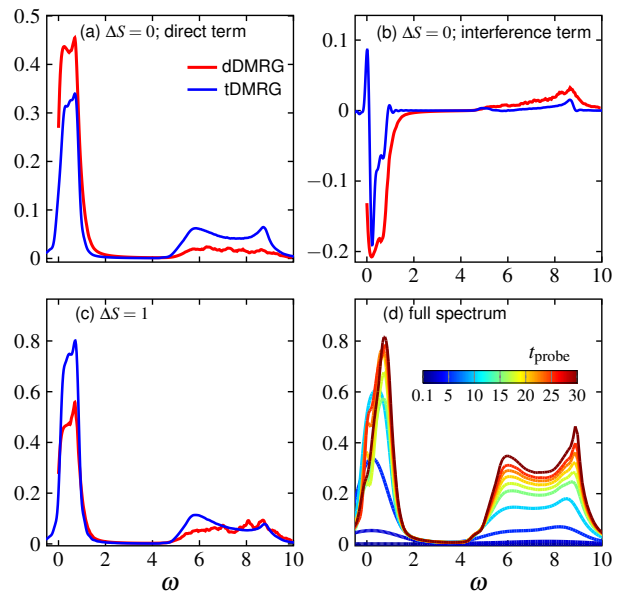 (a) ΔS = 0; direct term
(b) ΔS = 0; interference term
dDMRG
tDMRG
0.5
0.4
0.3
0.2
0.1
0
0.1
0
−0.1
−0.2
0 2 4 6 8 10
0 2 4 6 8 10
(c) ΔS = 1
(d) full spectrum
t_probe
0.1 5 10 15 20 25 30
0.8
0.6
0.4
0.2
0
0.8
0.6
0.4
0.2
0
0 2 4 6 8 10
0 2 4 6 8 10
ω
ω